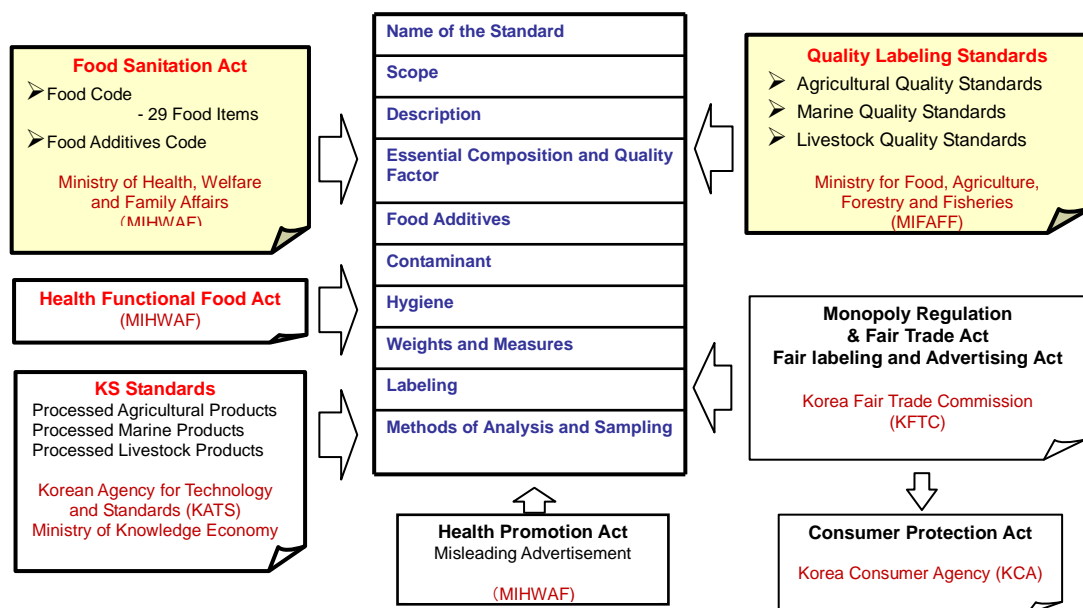 Food Sanitation Act
➢Food Code
- 29 Food Items
➢Food Additives Code
Ministry of Health, Welfare
and Family Affairs
(MIHWAF)
Health Functional Food Act
(MIHWAF)
KS Standards
Processed Agricultural Products
Processed Marine Products
Processed Livestock Products
Korean Agency for Technology
and Standards (KATS)
Ministry of Knowledge Economy
Name of the Standard
Scope
Description
Essential Composition and Quality
Factor
Food Additives
Contaminant
Hygiene
Weights and Measures
Labeling
Methods of Analysis and Sampling
Health Promotion Act
Misleading Advertisement
(MIHWAF)
Quality Labeling Standards
➢ Agricultural Quality Standards
➢ Marine Quality Standards
➢ Livestock Quality Standards
Ministry for Food, Agriculture,
Forestry and Fisheries
(MIFAFF)
Monopoly Regulation
& Fair Trade Act
Fair labeling and Advertising Act
Korea Fair Trade Commission
(KFTC)
Consumer Protection Act
Korea Consumer Agency (KCA)